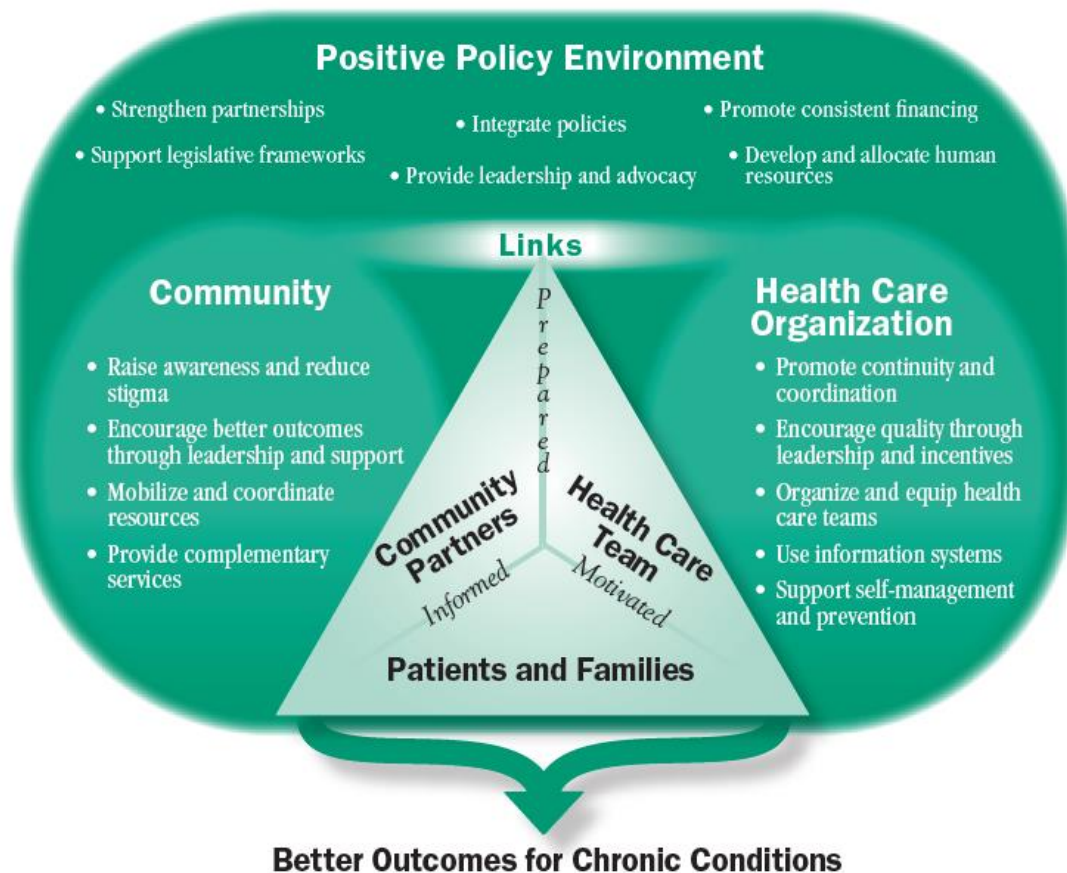 Positive Policy Environment
• Strengthen partnerships
• Support legislative frameworks
• Integrate policies
• Provide leadership and advocacy
• Promote consistent financing
• Develop and allocate human
resources
Links
Community
• Raise awareness and reduce
stigma
• Encourage better outcomes
through leadership and support
• Mobilize and coordinate
resources
• Provide complementary
services
Prepared
Community
Partners
Informed
Health Care
Team
Motivated
Patients and Families
Health Care
Organization
• Promote continuity and
coordination
• Encourage quality through
leadership and incentives
• Organize and equip health
care teams
• Use information systems
• Support self-management
and prevention
Better Outcomes for Chronic Conditions